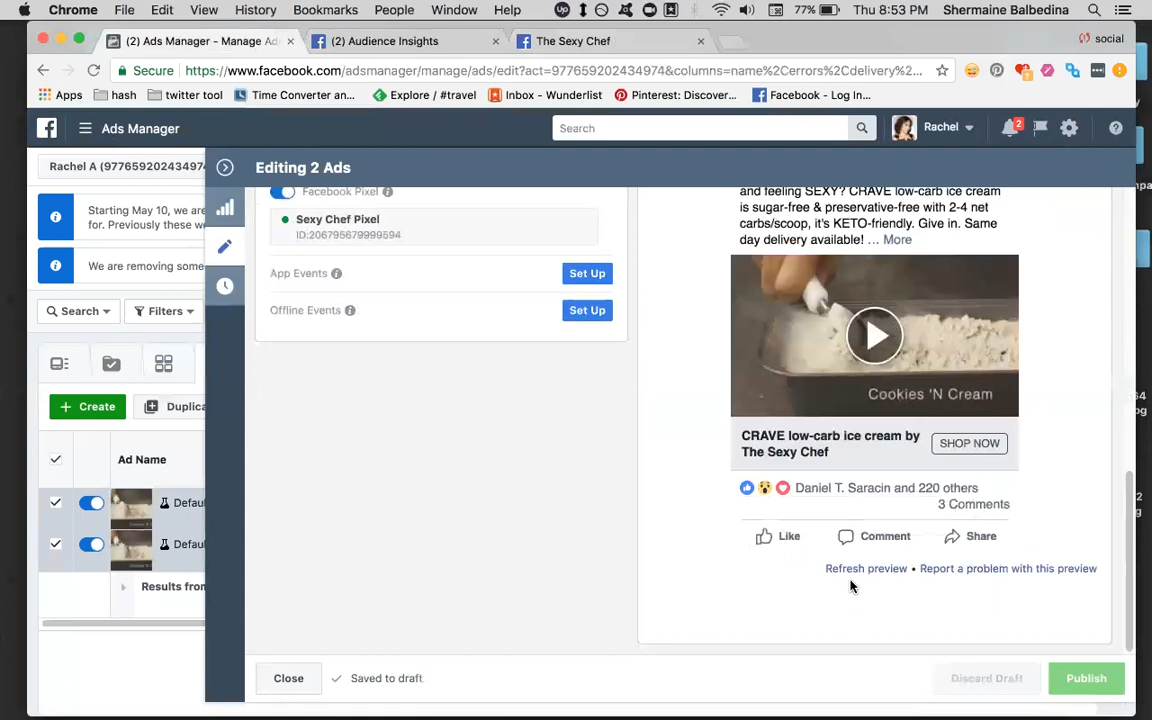 Chrome File Edit View History Bookmarks People Window Help 77% Thu 8:53 PM Shermaine Balbedina
(2) Ads Manager - Manage Ad
(2) Audience Insights
The Sexy Chef
social
Secure https://www.facebook.com/adsmanager/manage/ads/edit?act=977659202434974&columns=name%2Cerrors%2Cdelivery%2C...
Apps hash twitter tool Time Converter an... Explore / #travel Inbox - Wunderlist Pinterest: Discover... Facebook - Log In...
Ads Manager
Search
Rachel
2
Rachel A (9776592024349
Editing 2 Ads
Starting May 10, we are
for. Previously these we
We are removing some
Search Filters
Create Duplica
Ad Name
Defau
Defau
Results from
Facebook Pixel
Sexy Chef Pixel
ID:206795679999594
App Events Set Up
Offline Events Set Up
and feeling SEXY? CRAVE low-carb ice cream
is sugar-free & preservative-free with 2-4 net
carbs/scoop, it's KETO-friendly. Give in. Same
day delivery available! ... More
Cookies 'N Cream
CRAVE low-carb ice cream by
The Sexy Chef
SHOP NOW
Daniel T. Saracin and 220 others
3 Comments
Like Comment Share
Refresh preview • Report a problem with this preview
Close Saved to draft Discard Draft Publish